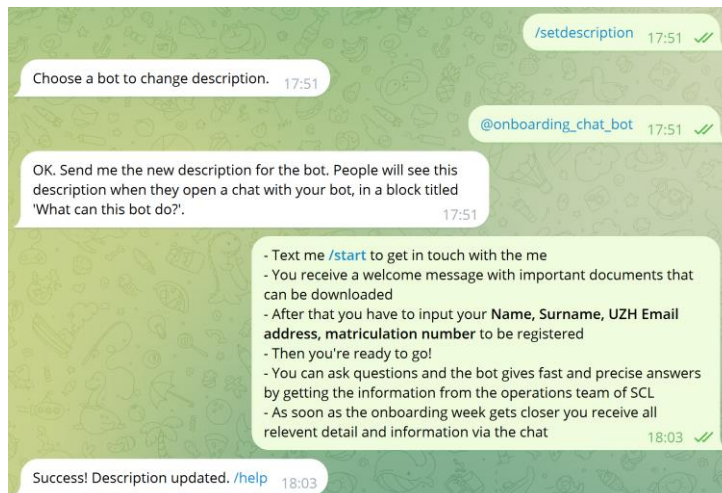 /setdescription 17:51
Choose a bot to change description. 17:51
@onboarding_chat_bot 17:51
OK. Send me the new description for the bot. People will see this
description when they open a chat with your bot, in a block titled
'What can this bot do?'. 17:51
- Text me /start to get in touch with the me
- You receive a welcome message with important documents that
can be downloaded
- After that you have to input your Name, Surname, UZH Email
address, matriculation number to be registered
- Then you're ready to go!
- You can ask questions and the bot gives fast and precise answers
by getting the information from the operations team of SCL
- As soon as the onboarding week gets closer you receive all
relevent detail and information via the chat 18:03
Success! Description updated. /help 18:03